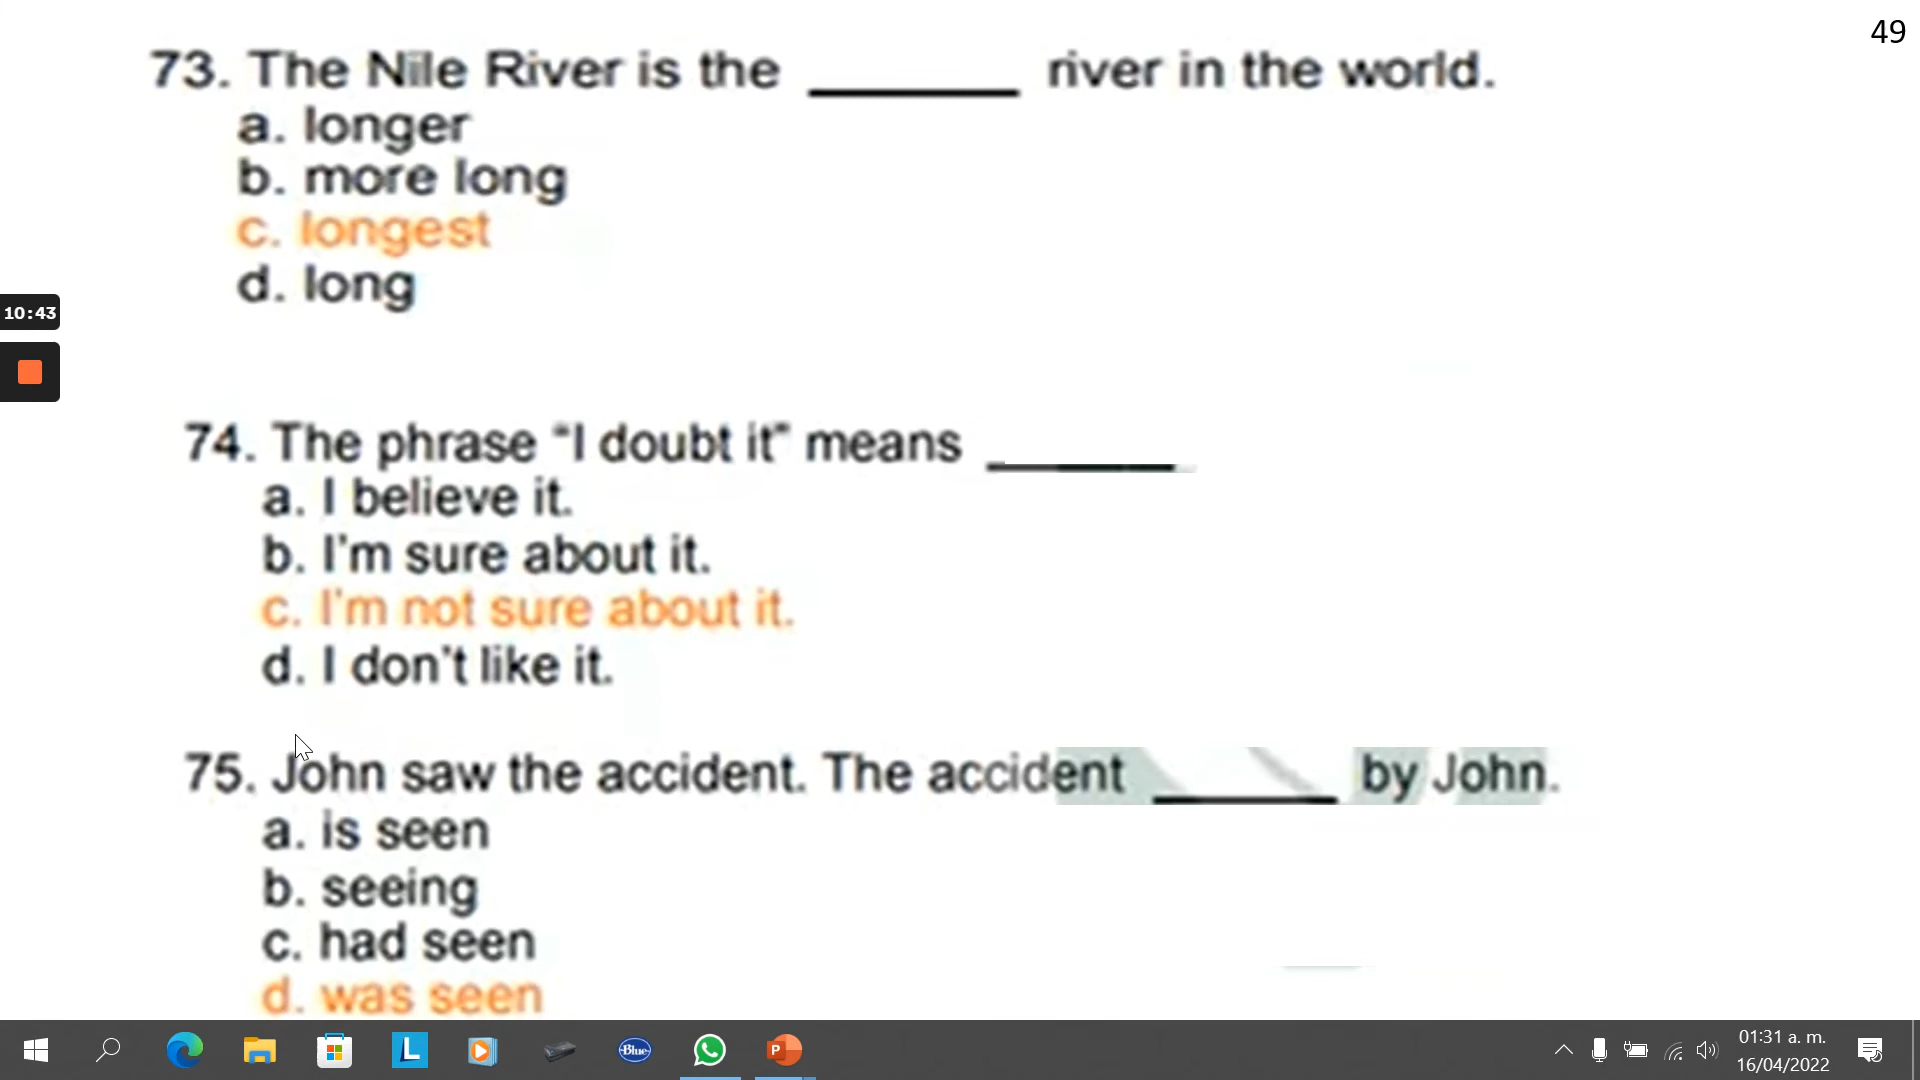 49
73. The Nile River is the ________ river in the world.
a. longer
b. more long
c. longest
d. long
10:43
74. The phrase “I doubt it” means ________
a. I believe it.
b. I'm sure about it.
c. I'm not sure about it.
d. I don't like it.
75. John saw the accident. The accident ________ by John.
a. is seen
b. seeing
c. had seen
d. was seen
L
Blue
P
01:31 a. m.
16/04/2022